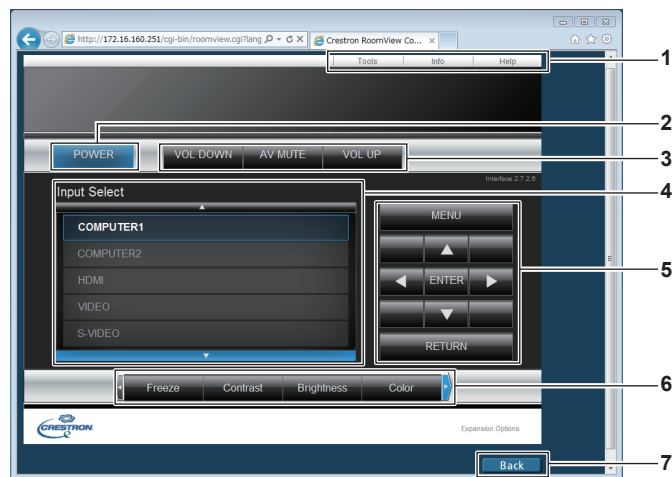 http://172.16.160.251/cgi-bin/roomview.cgi?lang
Crestron RoomView Co...
Tools Info Help
1
2
POWER VOL DOWN AV MUTE VOL UP
3
Interface 2.7.2.6
Input Select
4
COMPUTER1
COMPUTER2
HDMI
VIDEO
S-VIDEO
MENU
ENTER
RETURN
5
Freeze Contrast Brightness Color
6
CRESTRON
Expansion Options
Back
7